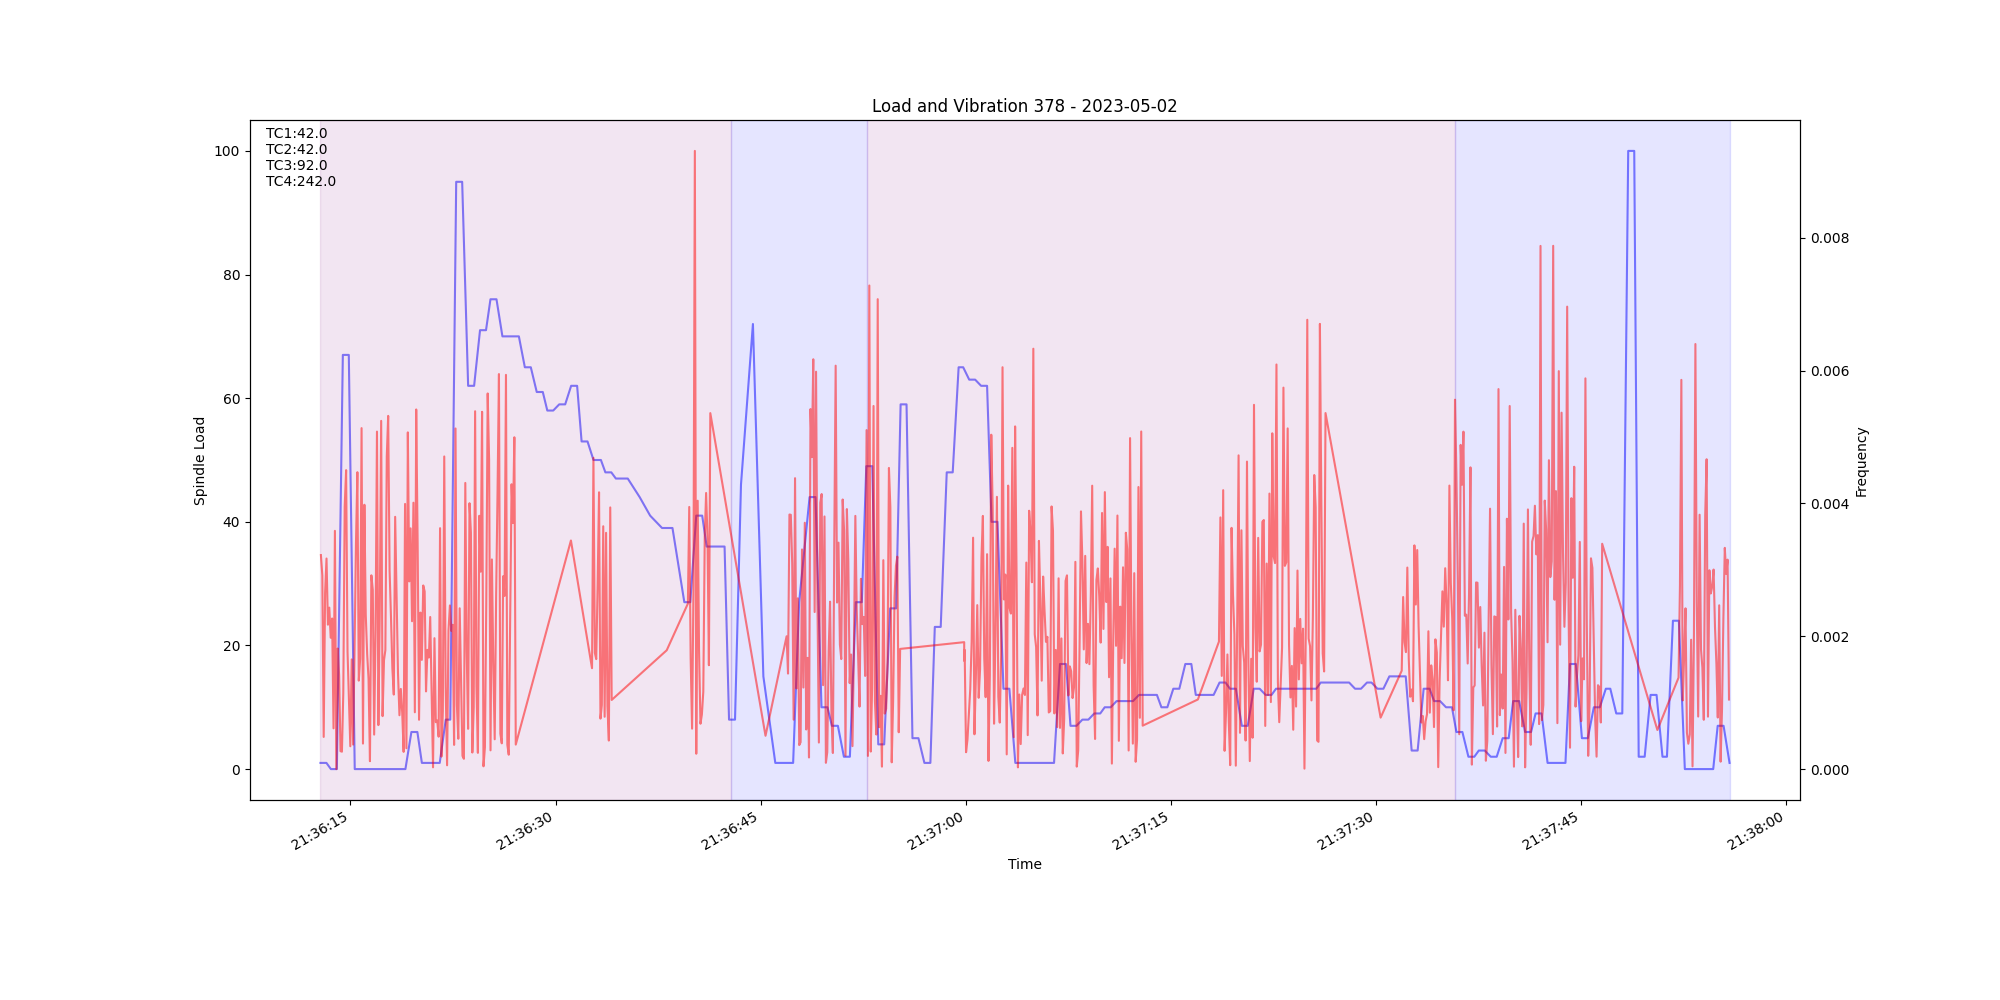 Load and Vibration 378 - 2023-05-02
TC1:42.0
TC2:42.0
TC3:92.0
TC4:242.0
100
80
60
40
20
0
Spindle Load
0.008
0.006
0.004
0.002
0.000
Frequency
21:36:15
21:36:30
21:36:45
21:37:00
21:37:15
21:37:30
21:37:45
21:38:00
Time